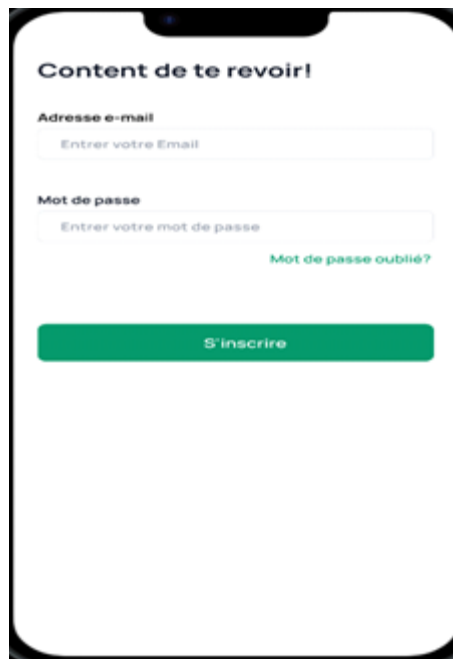 Content de te revoir!
Adresse e-mail
Entrer votre Email
Mot de passe
Entrer votre mot de passe
Mot de passe oublié?
S'inscrire